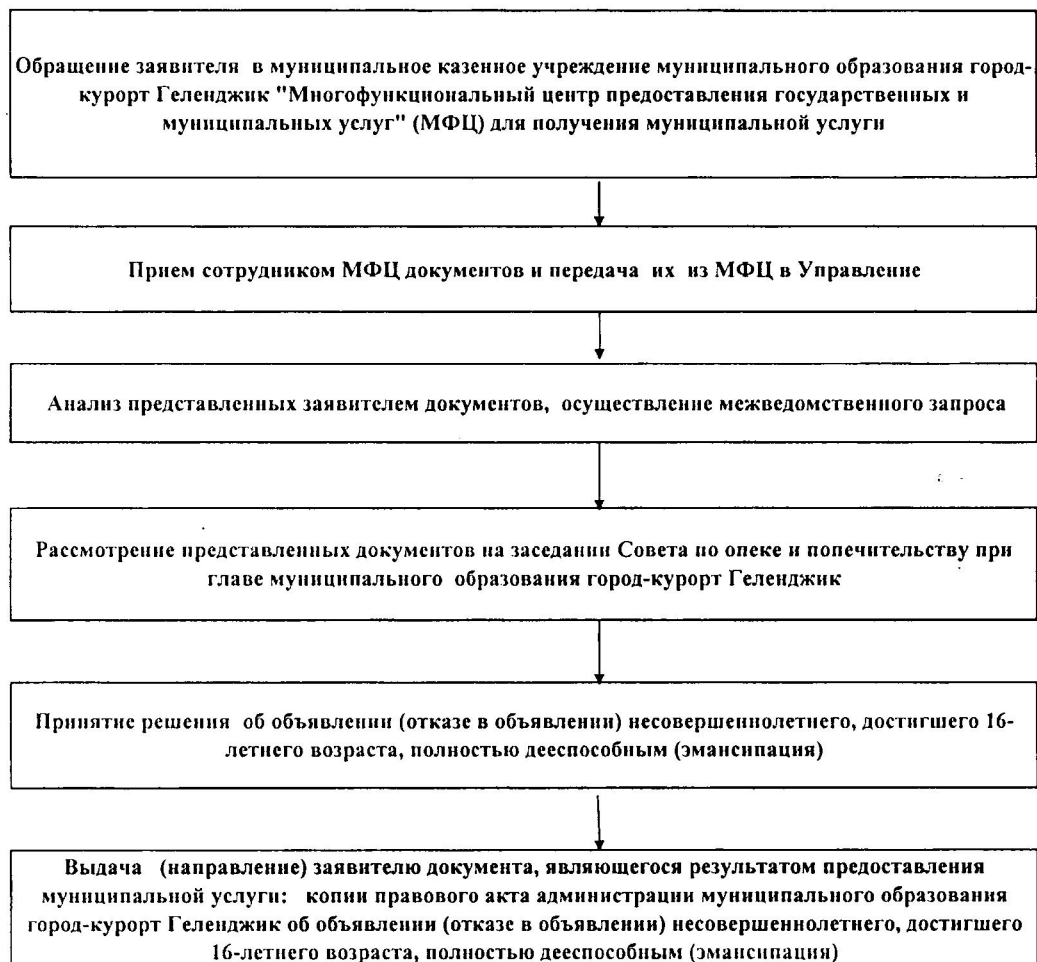 Обращение заявителя в муниципальное казенное учреждение муниципального образования город-
курорт Геленджик "Многофункциональный центр предоставления государственных и
муниципальных услуг" (МФЦ) для получения муниципальной услуги
Прием сотрудником МФЦ документов и передача их из МФЦ в Управление
Анализ представленных заявителем документов, осуществление межведомственного запроса
Рассмотрение представленных документов на заседании Совета по опеке и попечительству при
главе муниципального образования город-курорт Геленджик
Принятие решения об объявлении (отказе в объявлении) несовершеннолетнего, достигшего 16-
летнего возраста, полностью дееспособным (эмансипация)
Выдача (направление) заявителю документа, являющегося результатом предоставления
муниципальной услуги: копии правового акта администрации муниципального образования
город-курорт Геленджик об объявлении (отказе в объявлении) несовершеннолетнего, достигшего
16-летнего возраста, полностью дееспособным (эмансипация)